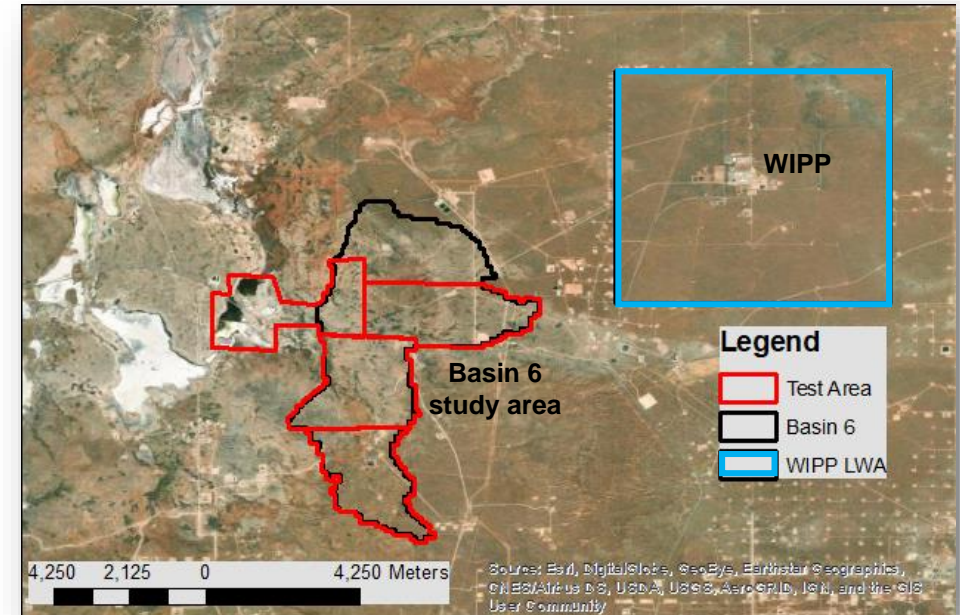 WIPP
Basin 6
study area
Legend
Test Area
Basin 6
WIPP LWA
4,250 2,125 0 4,250 Meters
Source: Esri, DigitalGlobe, GeoEye, Earthstar Geographics,
CNES/Airbus DS, USDA, USGS, AeroGRID, IGN, and the GIS
User Community